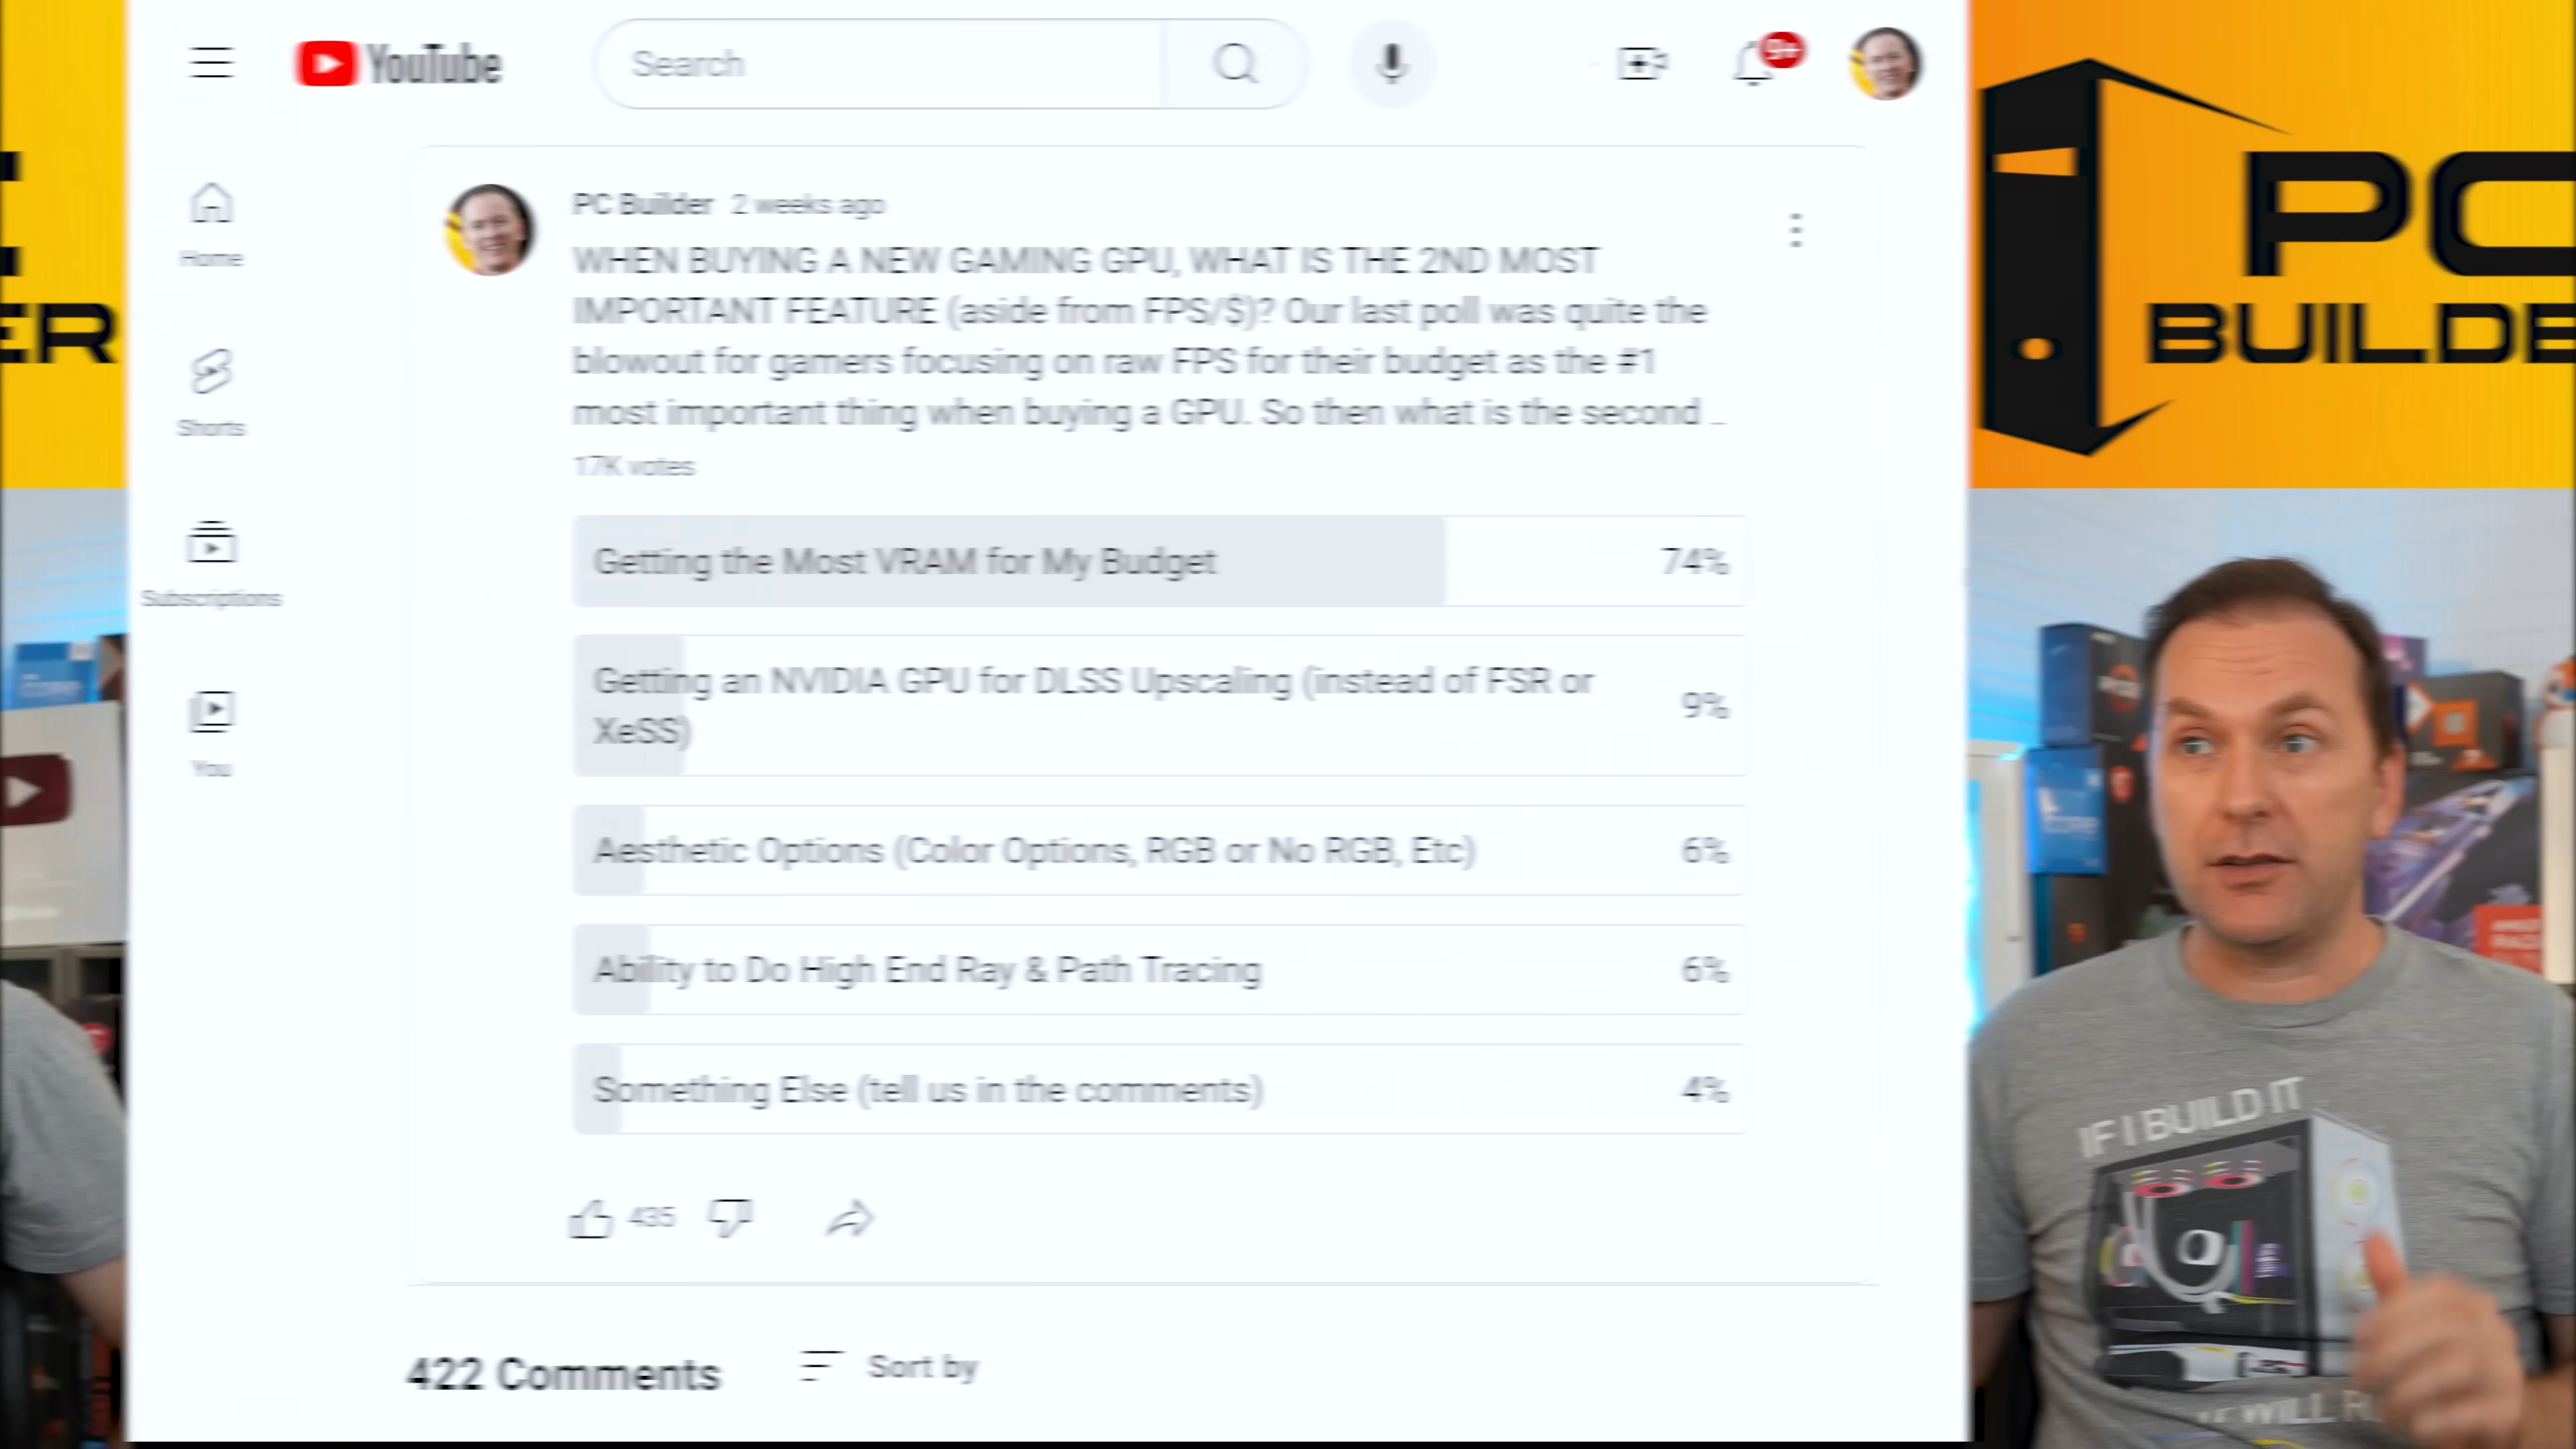 YouTube
Search
9+
Home
Shorts
Subscriptions
You
PC Builder 2 weeks ago
WHEN BUYING A NEW GAMING GPU, WHAT IS THE 2ND MOST
IMPORTANT FEATURE (aside from FPS/$)? Our last poll was quite the
blowout for gamers focusing on raw FPS for their budget as the #1
most important thing when buying a GPU. So then what is the second ...
17K votes
Getting the Most VRAM for My Budget 74%
Getting an NVIDIA GPU for DLSS Upscaling (instead of FSR or
XeSS) 9%
Aesthetic Options (Color Options, RGB or No RGB, Etc) 6%
Ability to Do High End Ray & Path Tracing 6%
Something Else (tell us in the comments) 4%
435
422 Comments Sort by
ER
PC
BUILDE
CORE
CORE
IF I BUILD IT
WILL